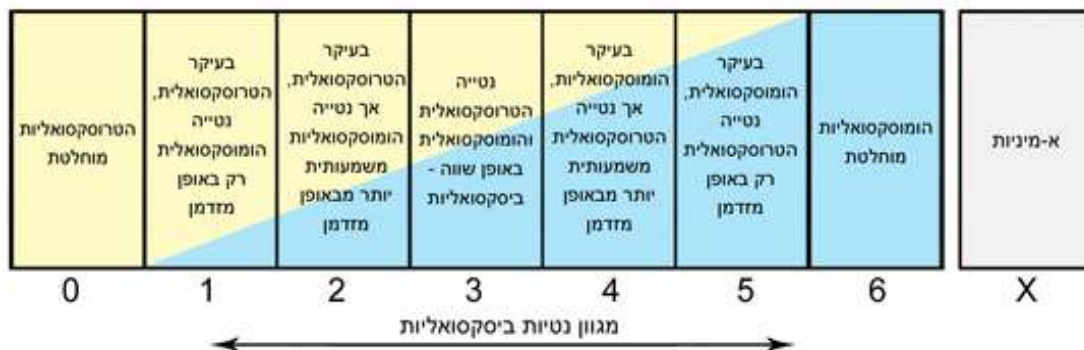 הטרוסקסואליות
מוחלטת
בעיקר
הטרוסקסואלית,
נטייה
הומוסקסואלית
רק באופן
מזדמן
בעיקר
הטרוסקסואלית,
אך נטייה
הומוסקסואליות
משמעותית
יותר מבאופן
מזדמן
נטייה
הטרוסקסואלית
והומוסקסואלית
באופן שווה -
ביסקסואליות
בעיקר
הומוסקסואליות,
אך נטייה
הטרוסקסואלית
משמעותית
יותר מבאופן
מזדמן
בעיקר
הומוסקסואלית,
נטייה
הטרוסקסואלית
רק באופן
מזדמן
הומוסקסואליות
מוחלטת
א-מיניות
0 1 2 3 4 5 6 X
מגוון נטיות ביסקסואליות